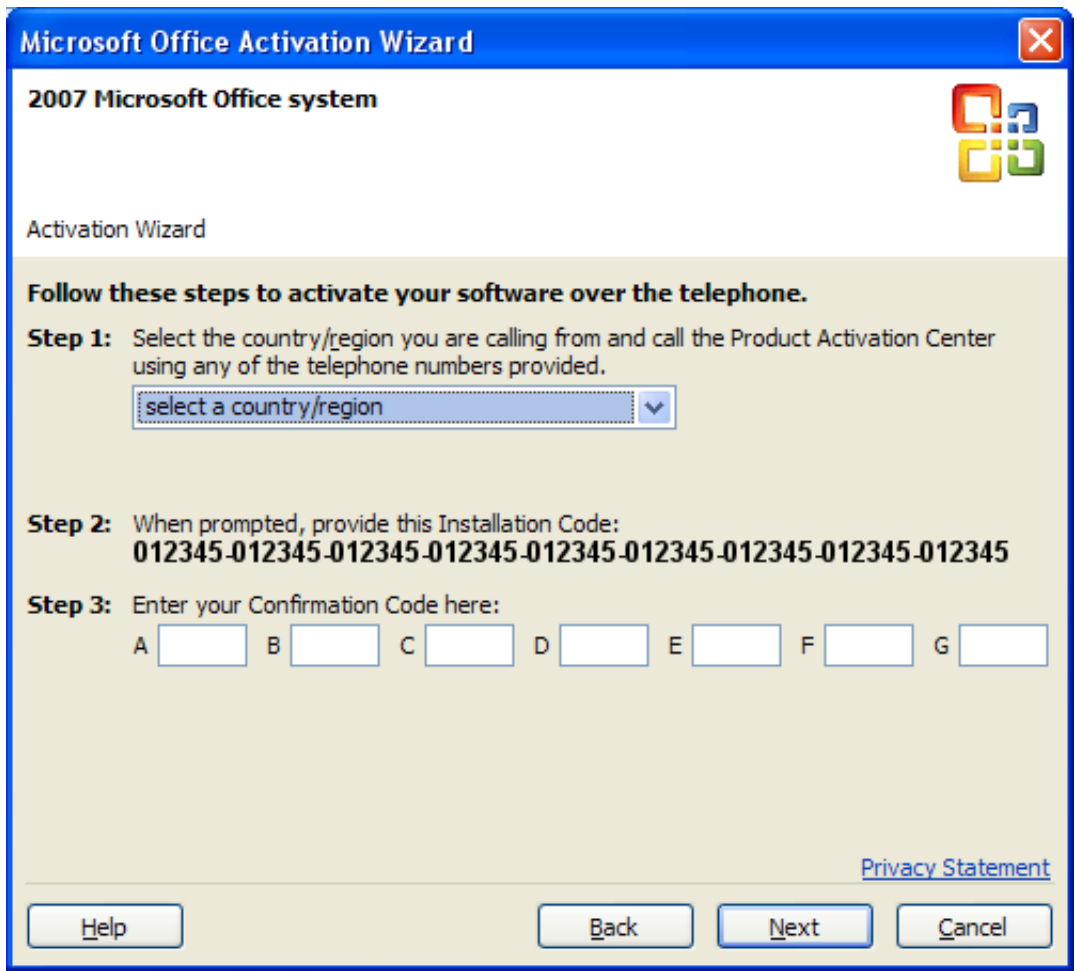 Microsoft Office Activation Wizard
2007 Microsoft Office system
Activation Wizard
Follow these steps to activate your software over the telephone.
Step 1: Select the country/region you are calling from and call the Product Activation Center
using any of the telephone numbers provided.
select a country/region
Step 2: When prompted, provide this Installation Code:
012345-012345-012345-012345-012345-012345-012345-012345-012345
Step 3: Enter your Confirmation Code here:
A B C D E F G
Privacy Statement
Help Back Next Cancel